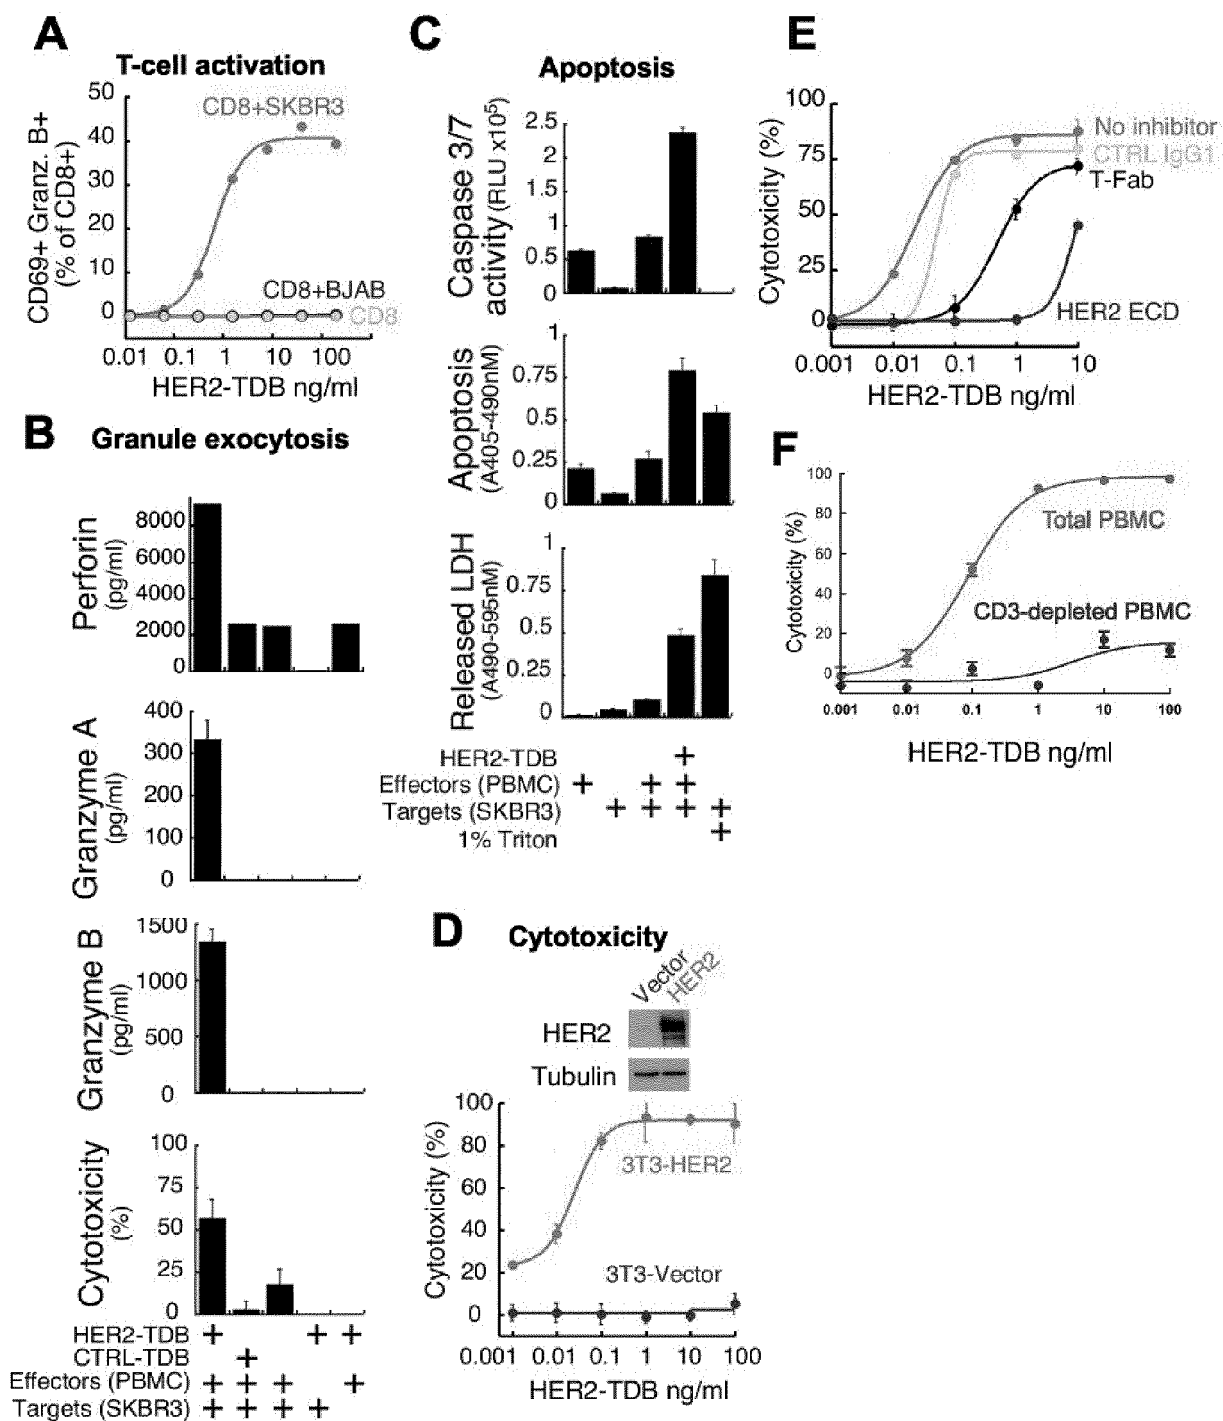 A
T-cell activation
CD69+ Granz. B+
(% of CD8+)
50
40
30
20
10
0
CD8+SKBR3
CD8+BJAB
CD8
0.01 0.1 1 10 100
HER2-TDB ng/ml
B
Granule exocytosis
Perforin
(pg/ml)
8000
6000
4000
2000
0
Granzyme A
(pg/ml)
400
300
200
100
0
Granzyme B
(pg/ml)
1500
1000
500
0
Cytotoxicity
(%)
100
75
50
25
0
HER2-TDB + + +
CTRL-TDB +
Effectors (PBMC) + + + +
Targets (SKBR3) + + + +
C
Apoptosis
Caspase 3/7
activity (RLU x10⁵)
2.5
2
1.5
1
0.5
0
Apoptosis
(A405-490nM)
0.75
0.5
0.25
0
Released LDH
(A490-595nM)
1
0.75
0.5
0.25
0
HER2-TDB +
Effectors (PBMC) + + +
Targets (SKBR3) + + + +
1% Triton +
D
Cytotoxicity
Vector
HER2
HER2
Tubulin
Cytotoxicity (%)
100
80
60
40
20
0
3T3-HER2
3T3-Vector
0.001 0.01 0.1 1 10 100
HER2-TDB ng/ml
E
Cytotoxicity (%)
100
75
50
25
0
No inhibitor
CTRL IgG1
T-Fab
HER2 ECD
0.001 0.01 0.1 1 10
HER2-TDB ng/ml
F
Cytotoxicity (%)
100
80
60
40
20
0
Total PBMC
CD3-depleted PBMC
0.001 0.01 0.1 1 10 100
HER2-TDB ng/ml